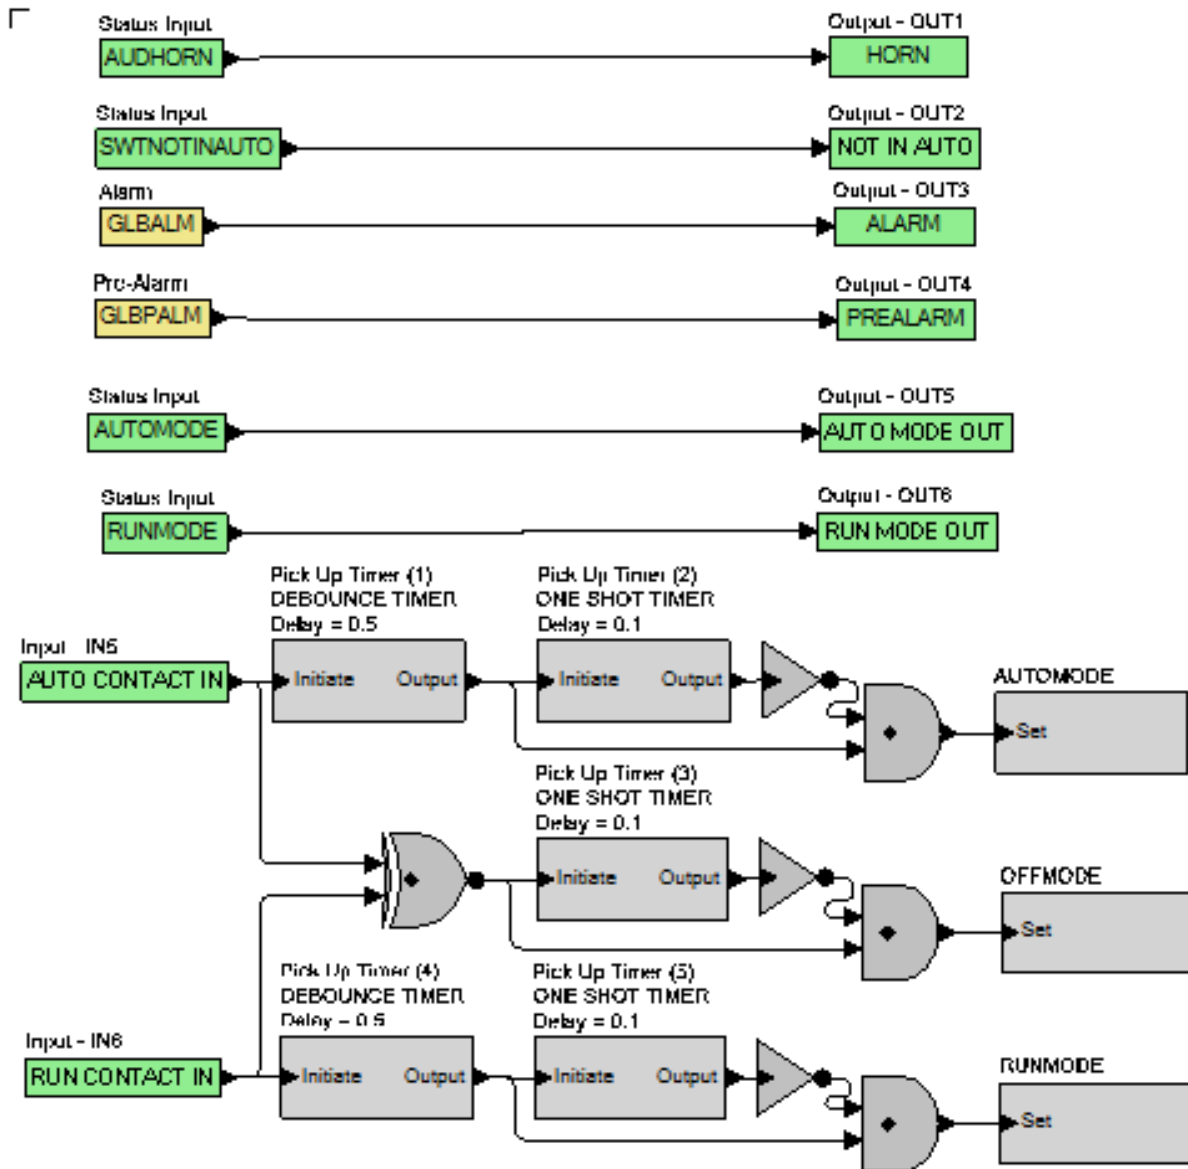 Status Input
AUDHORN
Output - OUT1
HORN
Status Input
SWTNOTINAUTO
Output - OUT2
NOT IN AUTO
Alarm
GLBALM
Output - OUT3
ALARM
Pre-Alarm
GLBPALM
Output - OUT4
PREALARM
Status Input
AUTOMODE
Output - OUT5
AUTO MODE OUT
Status Input
RUNMODE
Output - OUT6
RUN MODE OUT
Pick Up Timer (1)
DEBOUNCE TIMER
Delay = 0.5
Pick Up Timer (2)
ONE SHOT TIMER
Delay = 0.1
Input - IN5
AUTO CONTACT IN
Initiate Output
Initiate Output
AUTOMODE
Set
Pick Up Timer (3)
ONE SHOT TIMER
Delay = 0.1
Initiate Output
OFFMODE
Set
Pick Up Timer (4)
DEBOUNCE TIMER
Delay = 0.5
Pick Up Timer (5)
ONE SHOT TIMER
Delay = 0.1
Input - IN6
RUN CONTACT IN
Initiate Output
Initiate Output
RUNMODE
Set